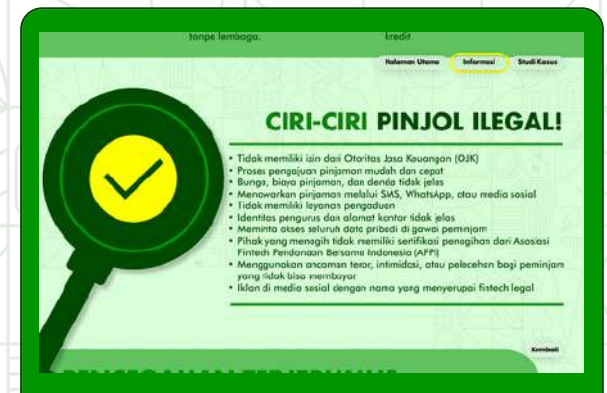 tanpa lembaga.
kredit.
Halaman Utama
Informasi
Studi Kasus
CIRI-CIRI PINJOL ILEGAL!
• Tidak memiliki izin dari Otoritas Jasa Keuangan (OJK)
• Proses pengajuan pinjaman mudah dan cepat
• Bunga, biaya pinjaman, dan denda tidak jelas
• Menawarkan pinjaman melalui SMS, WhatsApp, atau media sosial
• Tidak memiliki layanan pengaduan
• Identitas pengurus dan alamat kantor tidak jelas
• Meminta akses seluruh data pribadi di gawai peminjam
• Pihak yang menagih tidak memiliki sertifikasi penagihan dari Asosiasi
Fintech Pendanaan Bersama Indonesia (AFPI)
• Menggunakan ancaman teror, intimidasi, atau pelecehan bagi peminjam
yang tidak bisa membayar
• Iklan di media sosial dengan nama yang menyerupai fintech legal
Kembali